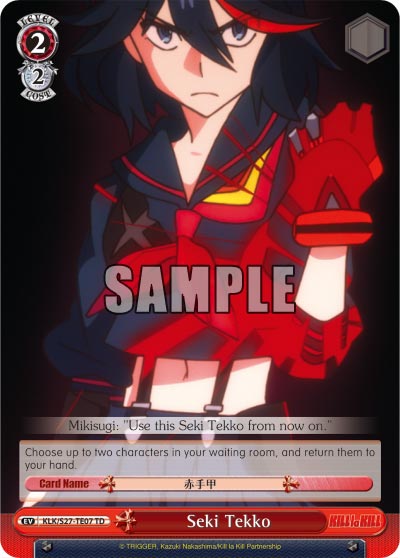 LEVEL
2
2
COST
SAMPLE
Mikisugi: "Use this Seki Tekko from now on."
Choose up to two characters in your waiting room, and return them
to your hand.
Card Name 赤手甲
EV KLK/S27-TE07 TD Seki Tekko KILL la KILL
© TRIGGER, Kazuki Nakashima/Kill la Kill Partnership